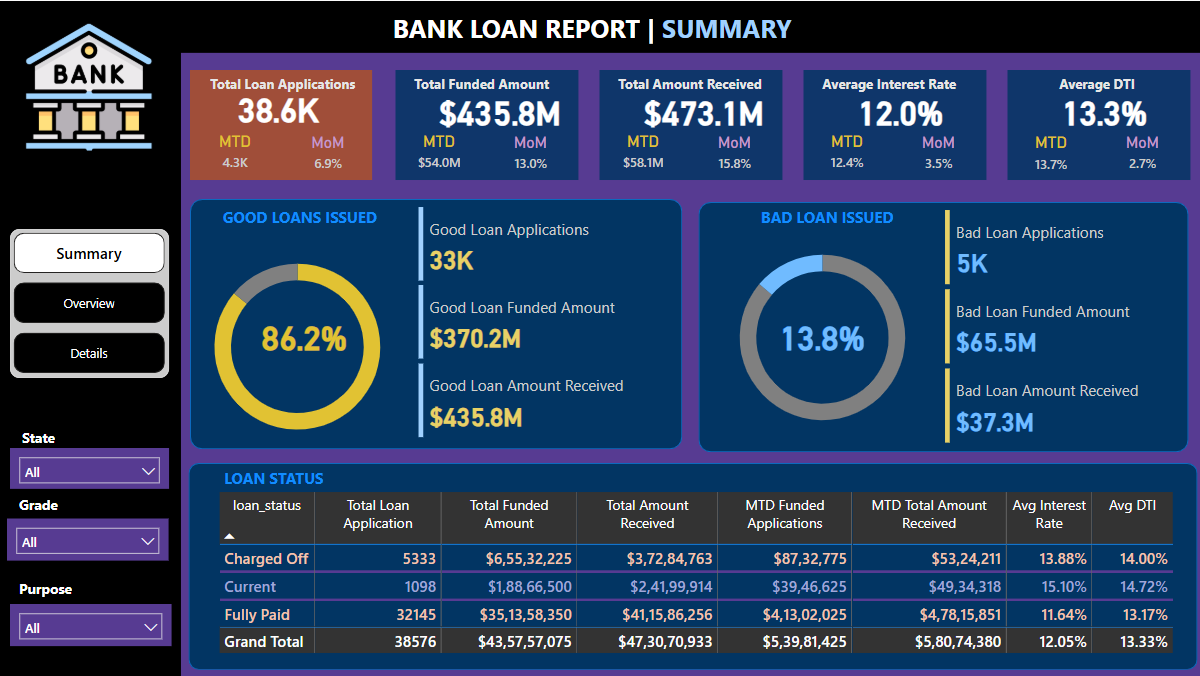 BANK LOAN REPORT | SUMMARY
BANK
Total Loan Applications
38.6K
MTD MoM
4.3K 6.9%
Total Funded Amount
$435.8M
MTD MoM
$54.0M 13.0%
Total Amount Received
$473.1M
MTD MoM
$58.1M 15.8%
Average Interest Rate
12.0%
MTD MoM
12.4% 3.5%
Average DTI
13.3%
MTD MoM
13.7% 2.7%
Summary
Overview
Details
State
All
Grade
All
Purpose
All
GOOD LOANS ISSUED
86.2%
Good Loan Applications
33K
Good Loan Funded Amount
$370.2M
Good Loan Amount Received
$435.8M
BAD LOAN ISSUED
13.8%
Bad Loan Applications
5K
Bad Loan Funded Amount
$65.5M
Bad Loan Amount Received
$37.3M
LOAN STATUS
loan_status Total Loan Total Funded Total Amount MTD Funded MTD Total Amount Avg Interest Avg DTI
Application Amount Received Applications Received Rate
Charged Off 5333 $6,55,32,225 $3,72,84,763 $87,32,775 $53,24,211 13.88% 14.00%
Current 1098 $1,88,66,500 $2,41,99,914 $39,46,625 $49,34,318 15.10% 14.72%
Fully Paid 32145 $35,13,58,350 $41,15,86,256 $4,13,02,025 $4,78,15,851 11.64% 13.17%
Grand Total 38576 $43,57,57,075 $47,30,70,933 $5,39,81,425 $5,80,74,380 12.05% 13.33%